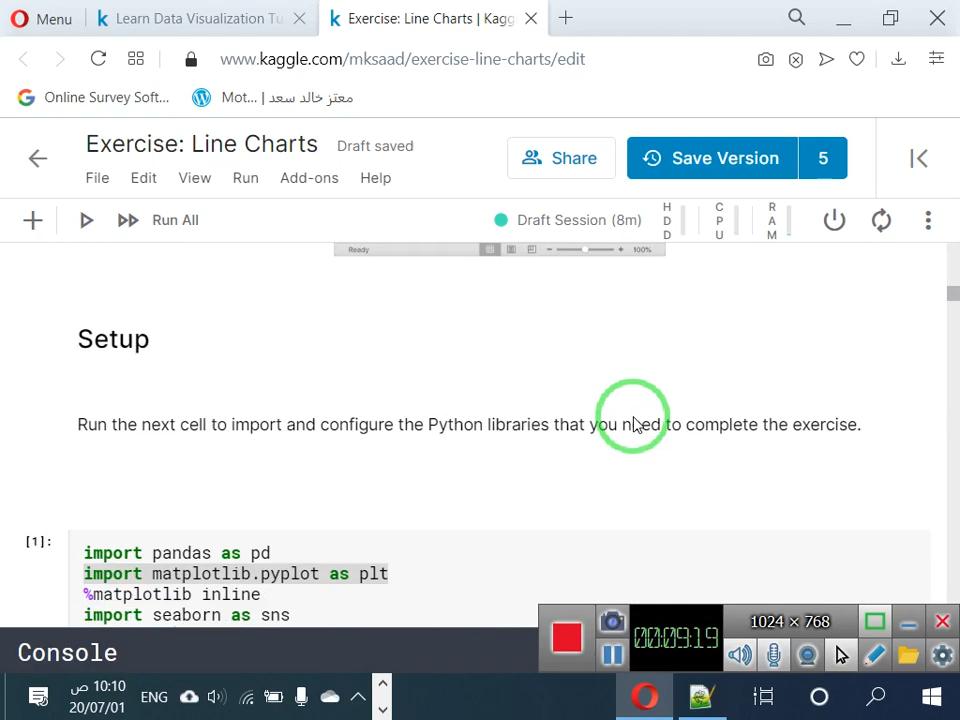 Menu
Learn Data Visualization Tu
Exercise: Line Charts | Kagg
www.kaggle.com/mksaad/exercise-line-charts/edit
Online Survey Soft...
Mot... | معتز خالد سعد
Exercise: Line Charts
Draft saved
Share
Save Version
5
File
Edit
View
Run
Add-ons
Help
Run All
Draft Session (8m)
HDD
CPU
RAM
Ready
100%
Setup
Run the next cell to import and configure the Python libraries that you need to complete the exercise.
[1]:
import pandas as pd
import matplotlib.pyplot as plt
%matplotlib inline
import seaborn as sns
Console
00:09:19
1024 × 768
10:10 ص
20/07/01
ENG